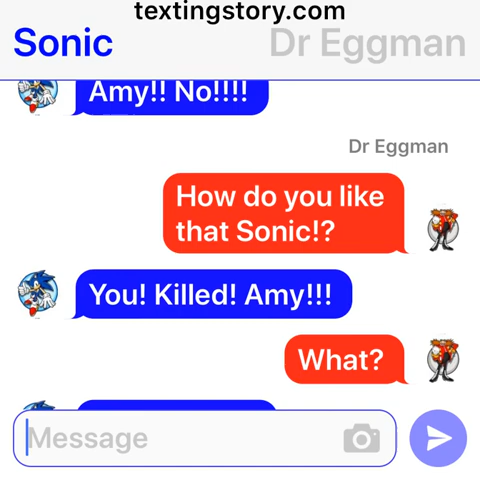 textingstory.com
Sonic
Dr Eggman
Amy!! No!!!!
Dr Eggman
How do you like
that Sonic!?
You! Killed! Amy!!!
What?
Message